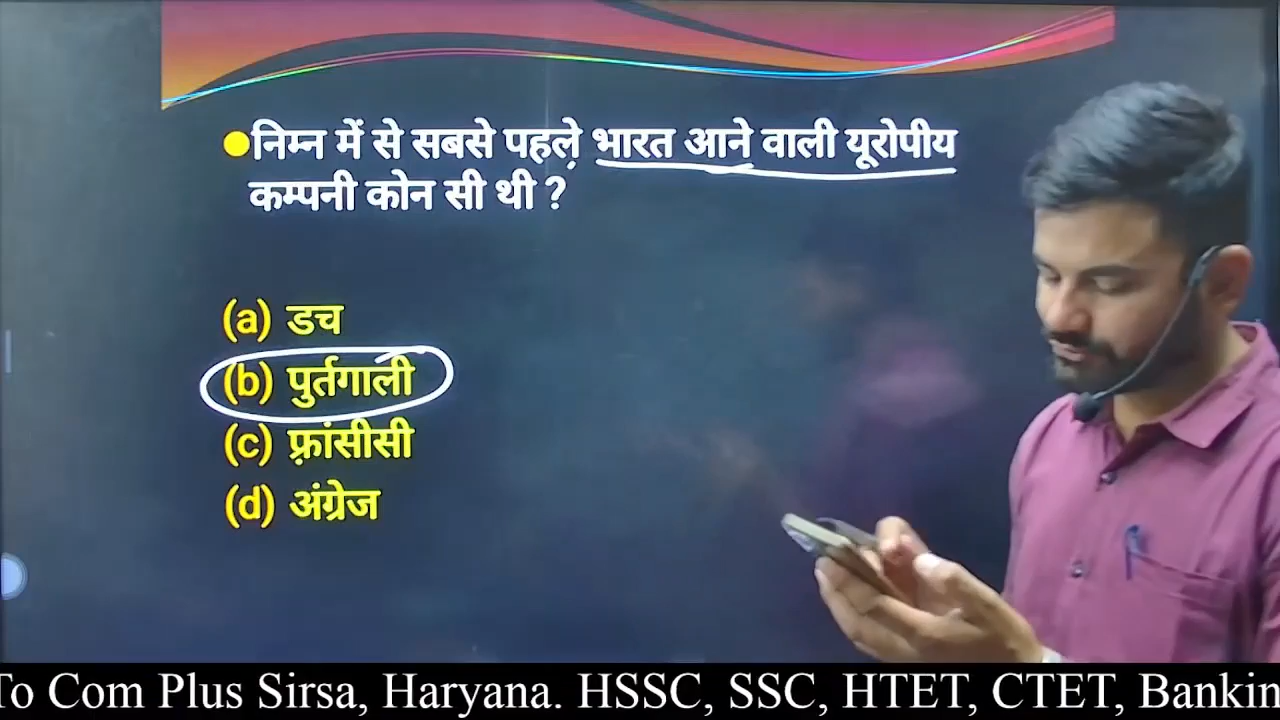 निम्न में से सबसे पहले भारत आने वाली यूरोपीय
कम्पनी कोन सी थी ?
(a) डच
(b) पुर्तगाली
(c) फ़्रांसीसी
(d) अंग्रेज
To Com Plus Sirsa, Haryana. HSSC, SSC, HTET, CTET, Bankin